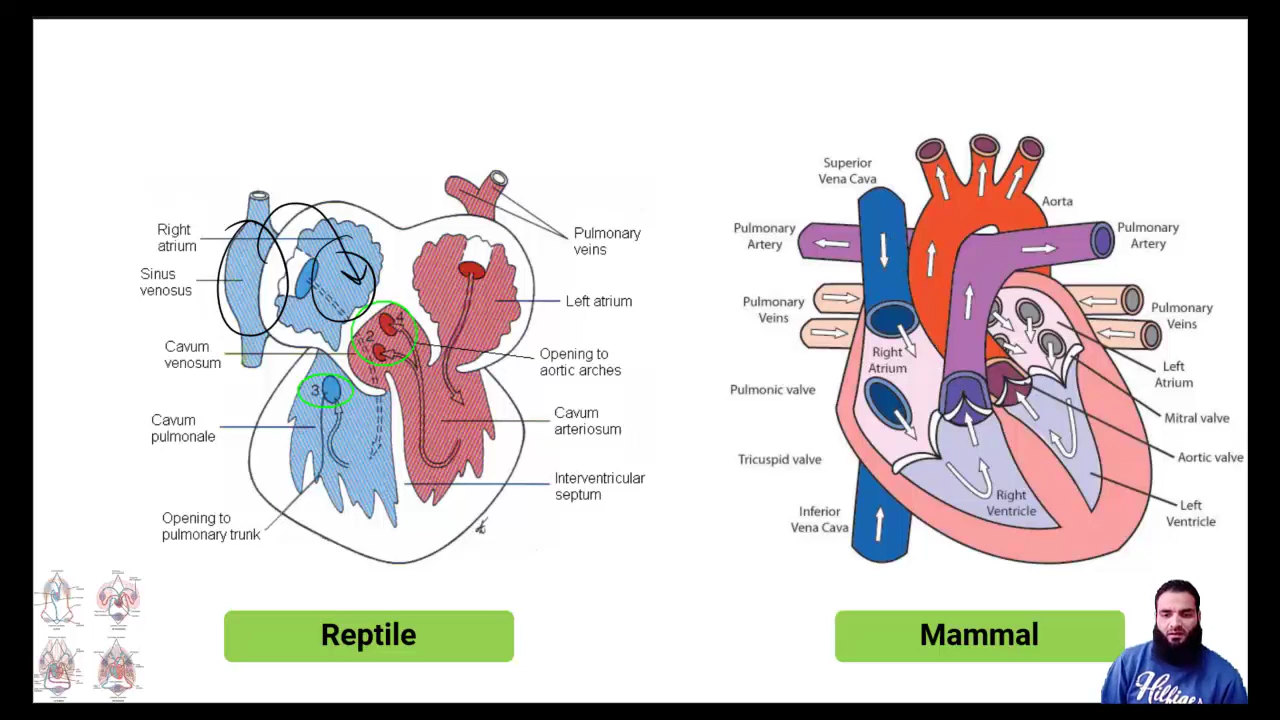 Right
atrium
Sinus
venosus
Cavum
venosum
Cavum
pulmonale
Opening to
pulmonary trunk
Pulmonary
veins
Left atrium
Opening to
aortic arches
Cavum
arteriosum
Interventricular
septum
1
2
3
Reptile
Superior
Vena Cava
Aorta
Pulmonary
Artery
Pulmonary
Artery
Pulmonary
Veins
Pulmonary
Veins
Right
Atrium
Left
Atrium
Pulmonic valve
Mitral valve
Tricuspid valve
Aortic valve
Right
Ventricle
Left
Ventricle
Inferior
Vena Cava
Mammal